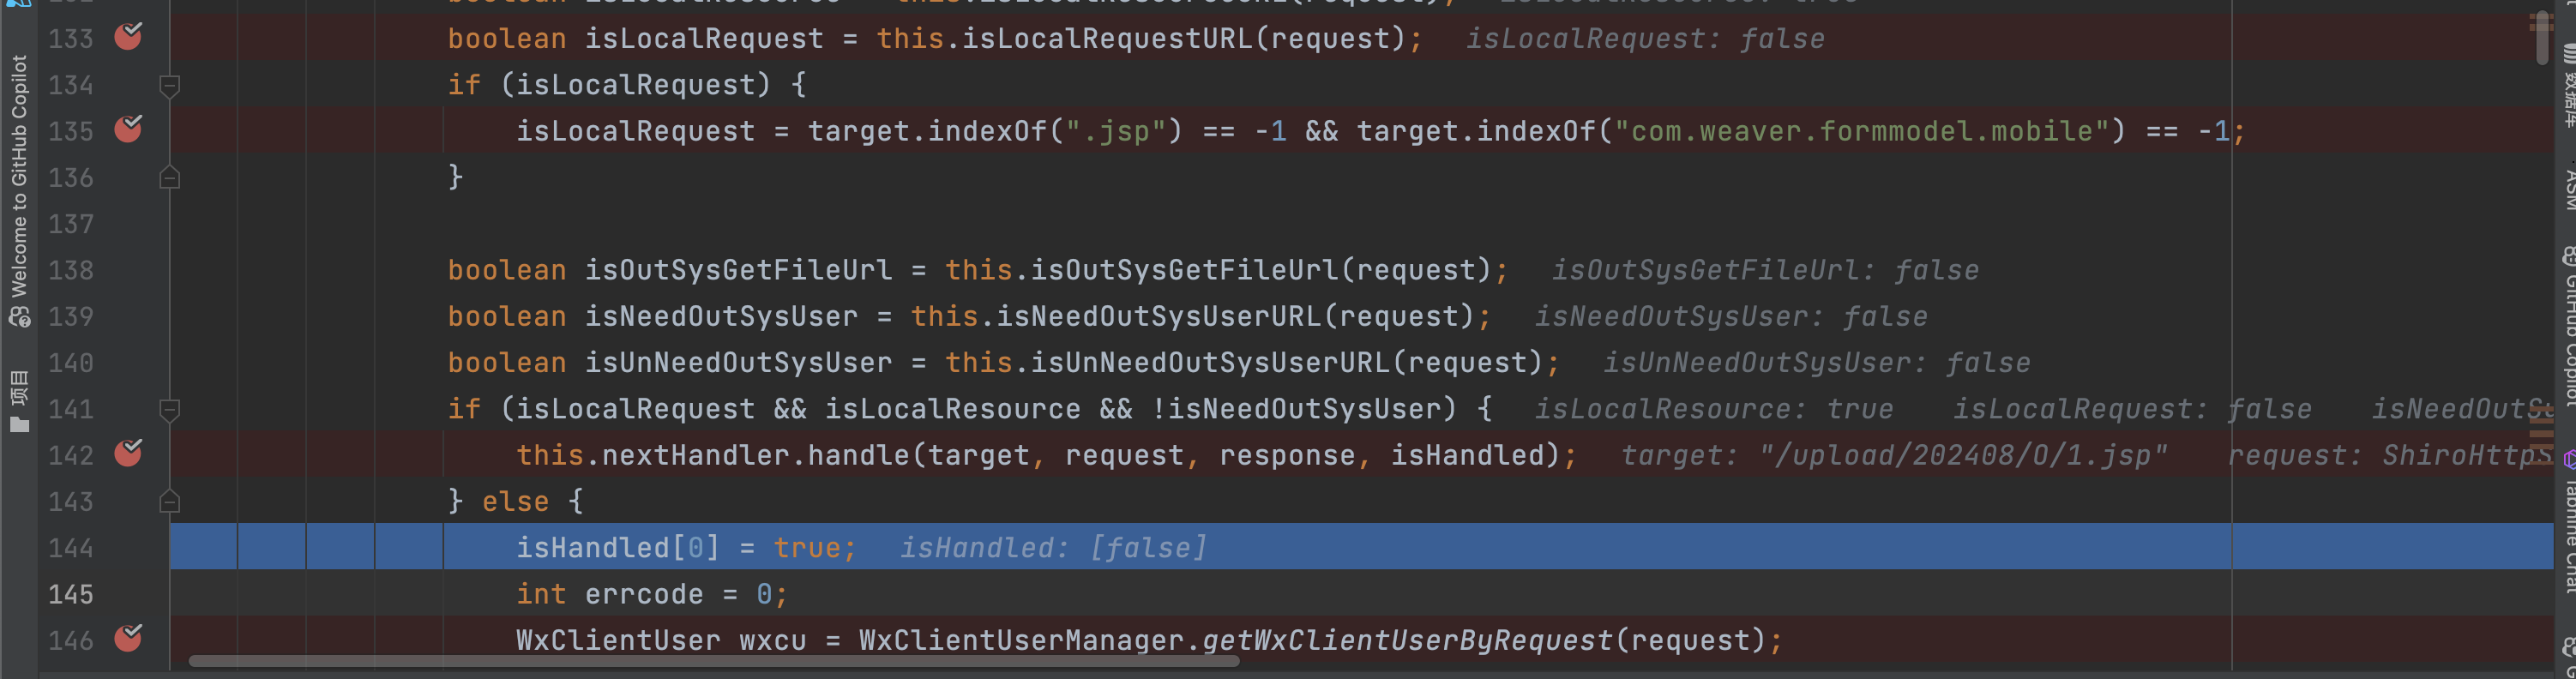 133 boolean isLocalRequest = this.isLocalRequestURL(request); isLocalRequest: false
134 if (isLocalRequest) {
135 isLocalRequest = target.indexOf(".jsp") == -1 && target.indexOf("com.weaver.formmodel.mobile") == -1;
136 }
137
138 boolean isOutSysGetFileUrl = this.isOutSysGetFileUrl(request); isOutSysGetFileUrl: false
139 boolean isNeedOutSysUser = this.isNeedOutSysUserURL(request); isNeedOutSysUser: false
140 boolean isUnNeedOutSysUser = this.isUnNeedOutSysUserURL(request); isUnNeedOutSysUser: false
141 if (isLocalRequest && isLocalResource && !isNeedOutSysUser) { isLocalResource: true isLocalRequest: false isNeedOutSu
142 this.nextHandler.handle(target, request, response, isHandled); target: "/upload/202408/O/1.jsp" request: ShiroHttpS
143 } else {
144 isHandled[0] = true; isHandled: [false]
145 int errcode = 0;
146 WxClientUser wxcu = WxClientUserManager.getWxClientUserByRequest(request);
Welcome to GitHub Copilot
项目
数据库
ASM
GitHub Copilot
Tabnine Chat